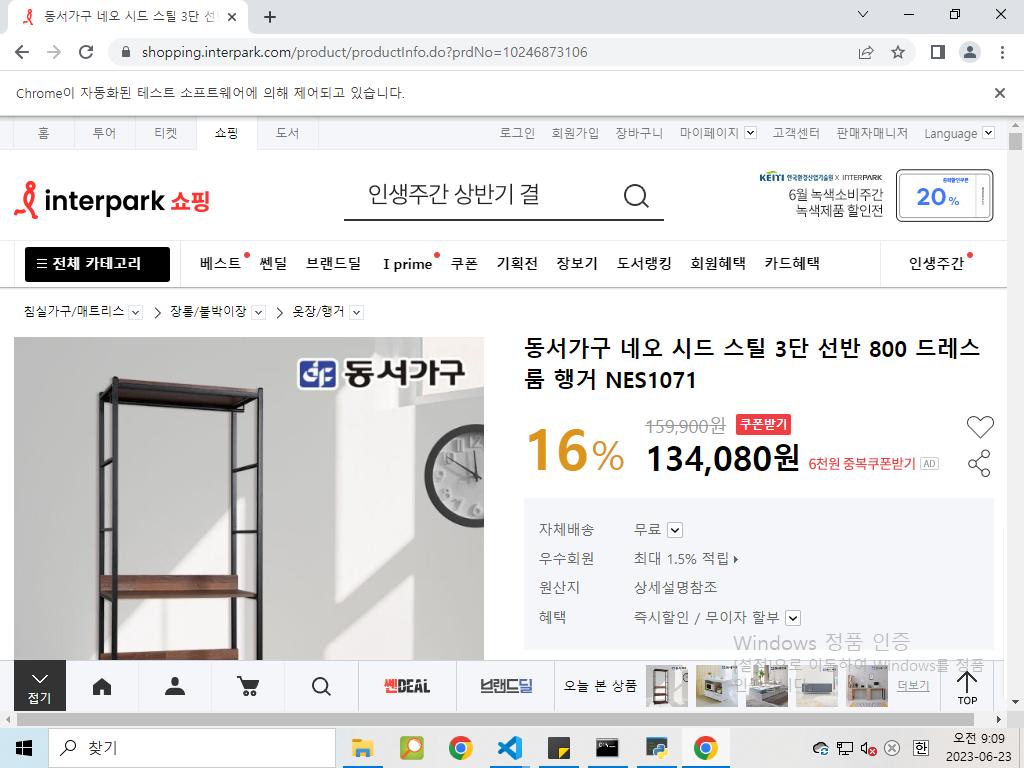 동서가구 네오 시드 스틸 3단 선
shopping.interpark.com/product/productInfo.do?prdNo=10246873106
Chrome이 자동화된 테스트 소프트웨어에 의해 제어되고 있습니다.
홈 투어 티켓 쇼핑 도서 로그인 회원가입 장바구니 마이페이지 고객센터 판매자매니저 Language
interpark 쇼핑
인생주간 상반기 결
KEITI 한국환경산업기술원 X INTERPARK
6월 녹색소비주간
녹색제품 할인전
20%
전체 카테고리 베스트 쎈딜 브랜드딜 I prime 쿠폰 기획전 장보기 도서랭킹 회원혜택 카드혜택 인생주간
침실가구/매트리스 > 장롱/붙박이장 > 옷장/행거
동서가구
동서가구 네오 시드 스틸 3단 선반 800 드레스
룸 행거 NES1071
16%
159,900원 쿠폰받기
134,080원 6천원 중복쿠폰받기 AD
자체배송 무료
우수회원 최대 1.5% 적립
원산지 상세설명참조
혜택 즉시할인 / 무이자 할부
Windows 정품 인증
[설정]으로 이동하여 Windows를 정품
접기
쎈DEAL
브랜드딜
오늘 본 상품
더보기
TOP
찾기
한
오전 9:09
2023-06-23